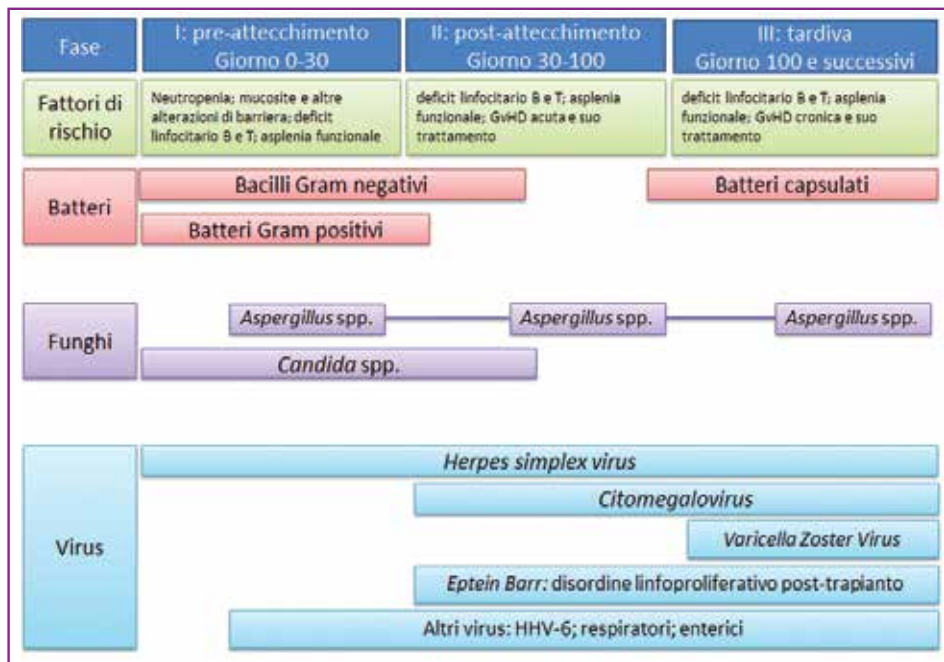 Fase
I: pre-attecchimento
Giorno 0-30
II: post-attecchimento
Giorno 30-100
III: tardiva
Giorno 100 e successivi
Fattori di
rischio
Neutropenia; mucosite e altre
alterazioni di barriera; deficit
linfocitario B e T; asplenia funzionale
deficit linfocitario B e T; asplenia
funzionale; GvHD acuta e suo
trattamento
deficit linfocitario B e T; asplenia
funzionale; GvHD cronica e suo
trattamento
Batteri
Bacilli Gram negativi
Batteri capsulati
Batteri Gram positivi
Funghi
Aspergillus spp.
Aspergillus spp.
Aspergillus spp.
Candida spp.
Virus
Herpes simplex virus
Citomegalovirus
Varicella Zoster Virus
Eptein Barr: disordine linfoproliferativo post-trapianto
Altri virus: HHV-6; respiratori; enterici